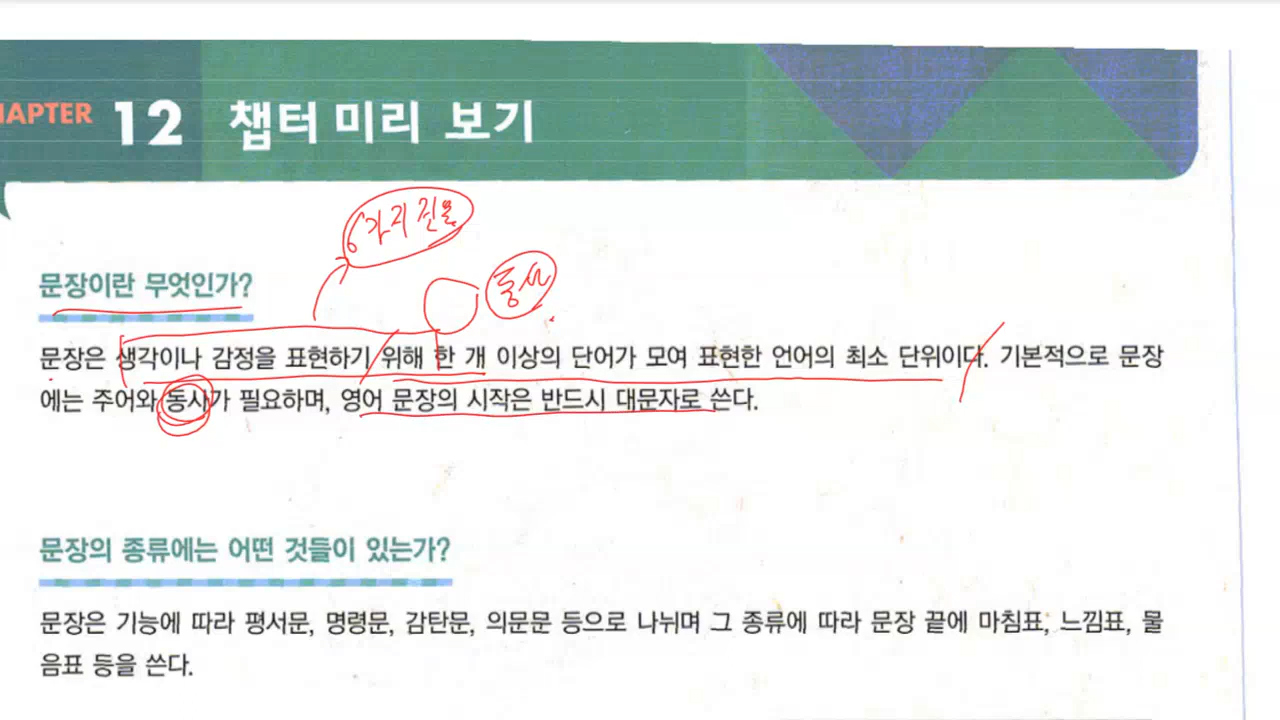 HAPTER 12 챕터 미리 보기
6가지 질문
문장이란 무엇인가?
동사
문장은 생각이나 감정을 표현하기 위해 한 개 이상의 단어가 모여 표현한 언어의 최소 단위이다. 기본적으로 문장
에는 주어와 동사가 필요하며, 영어 문장의 시작은 반드시 대문자로 쓴다.
문장의 종류에는 어떤 것들이 있는가?
문장은 기능에 따라 평서문, 명령문, 감탄문, 의문문 등으로 나뉘며 그 종류에 따라 문장 끝에 마침표, 느낌표, 물
음표 등을 쓴다.